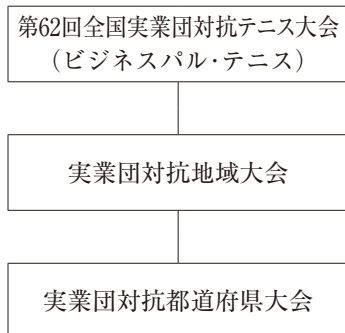 第62回全国実業団対抗テニス大会
（ビジネスパル・テニス）
実業団対抗地域大会
実業団対抗都道府県大会